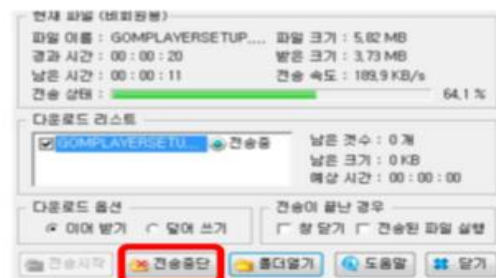 현재 파일 (비회원용)
파일 이름 : GOMPLAYERSETUP.... 파일 크기 : 5,82 MB
경과 시간 : 00 : 00 : 20 받은 크기 : 3,73 MB
남은 시간 : 00 : 00 : 11 전송 속도 : 189,9 KB/s
전송 상태 : 64,1 %
다운로드 리스트
GOMPLAYERSETU... 전송중
남은 갯수 : 0 개
남은 크기 : 0 KB
예상 시간 : 00 : 00 : 00
다운로드 옵션 전송이 끝난 경우
이어 받기 덮어 쓰기 창 닫기 전송된 파일 실행
전송시작 전송중단 폴더열기 도움말 닫기